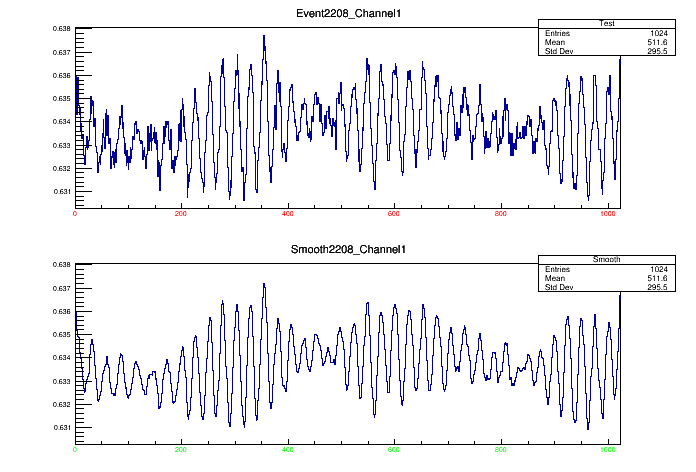 Event2208_Channel1
Test
Entries 1024
Mean 511.6
Std Dev 295.5
0.638
0.637
0.636
0.635
0.634
0.633
0.632
0.631
0 200 400 600 800 1000
Smooth2208_Channel1
Smooth
Entries 1024
Mean 511.6
Std Dev 295.5
0.638
0.637
0.636
0.635
0.634
0.633
0.632
0.631
0 200 400 600 800 1000